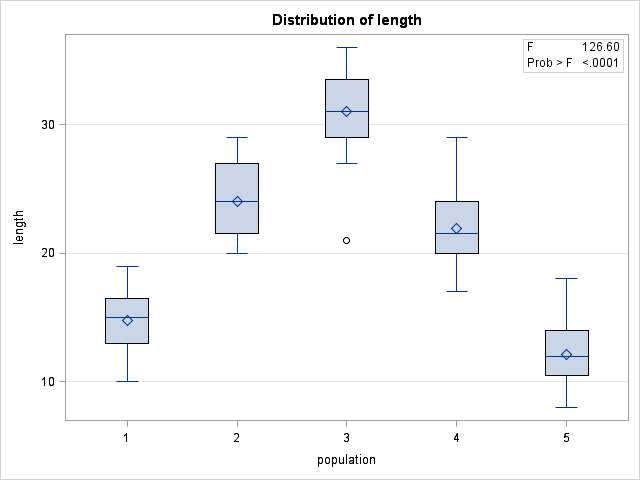 Distribution of length
F 126.60
Prob > F <.0001
30
20
10
length
1 2 3 4 5
population